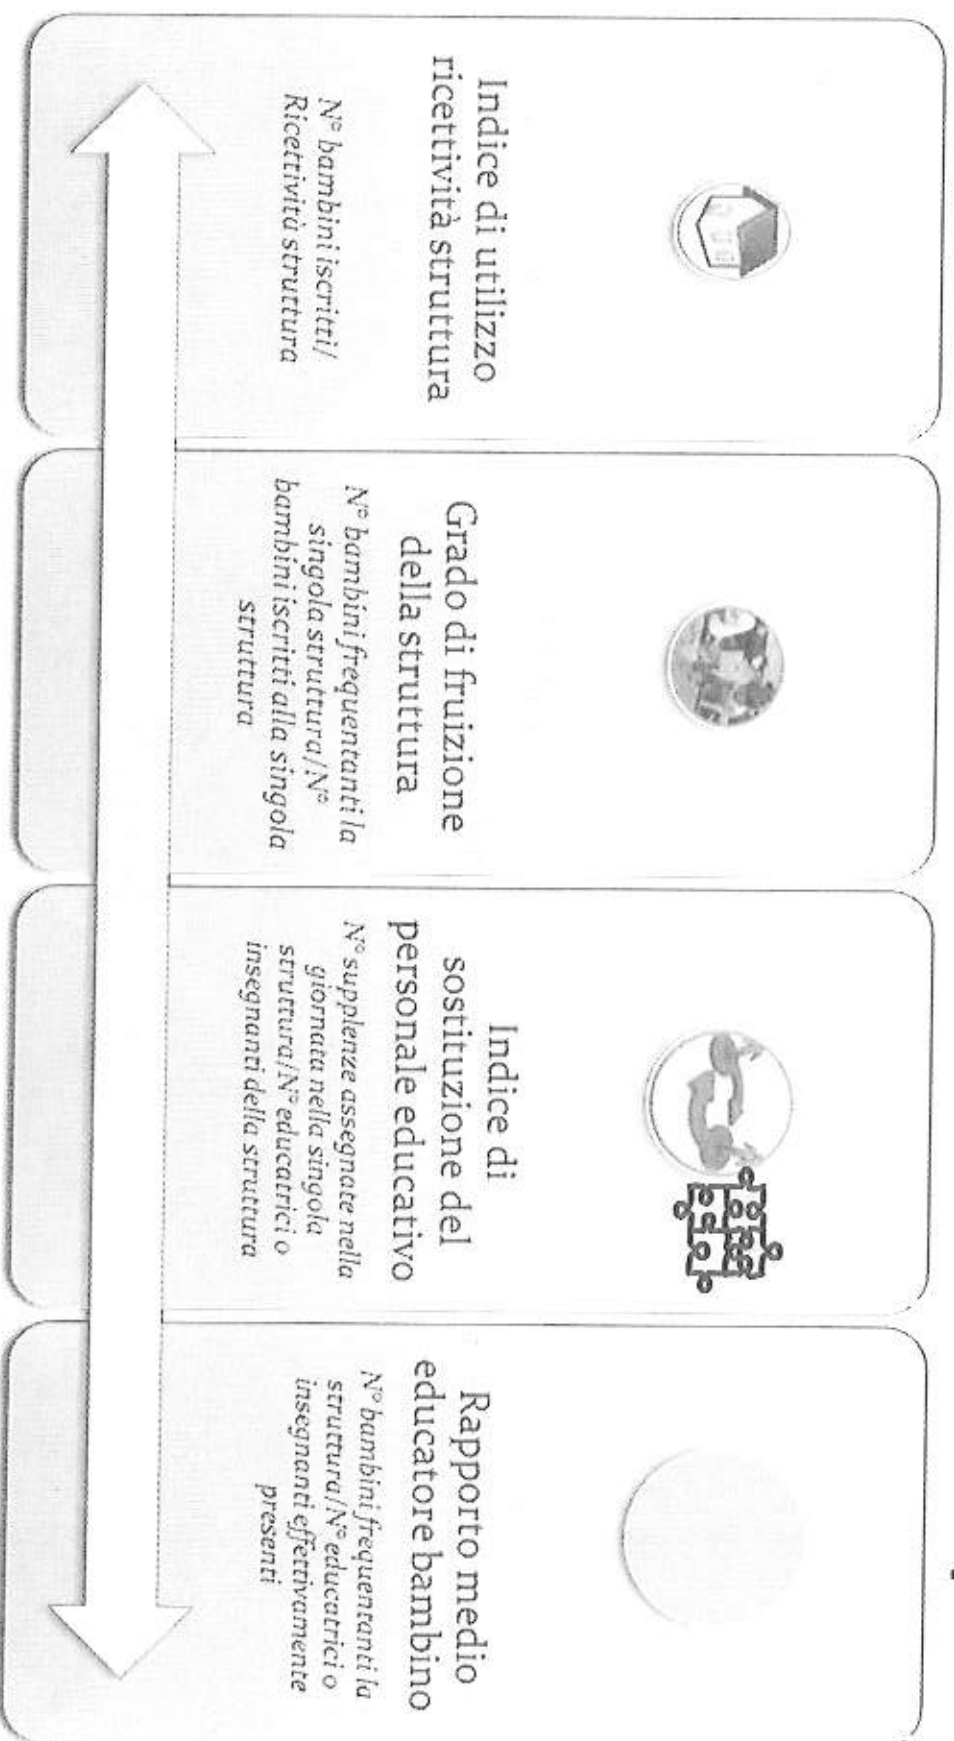 Indice di utilizzo
ricettività struttura
N° bambini iscritti/
Ricettività struttura
Grado di fruizione
della struttura
N° bambini frequentanti la
singola struttura/N°
bambini iscritti alla singola
struttura
Indice di
sostituzione del
personale educativo
N° supplenze assegnate nella
giornata nella singola
struttura/N° educatrici o
insegnanti della struttura
Rapporto medio
educatore bambino
N° bambini frequentanti la
struttura/N° educatrici o
insegnanti effettivamente
presenti